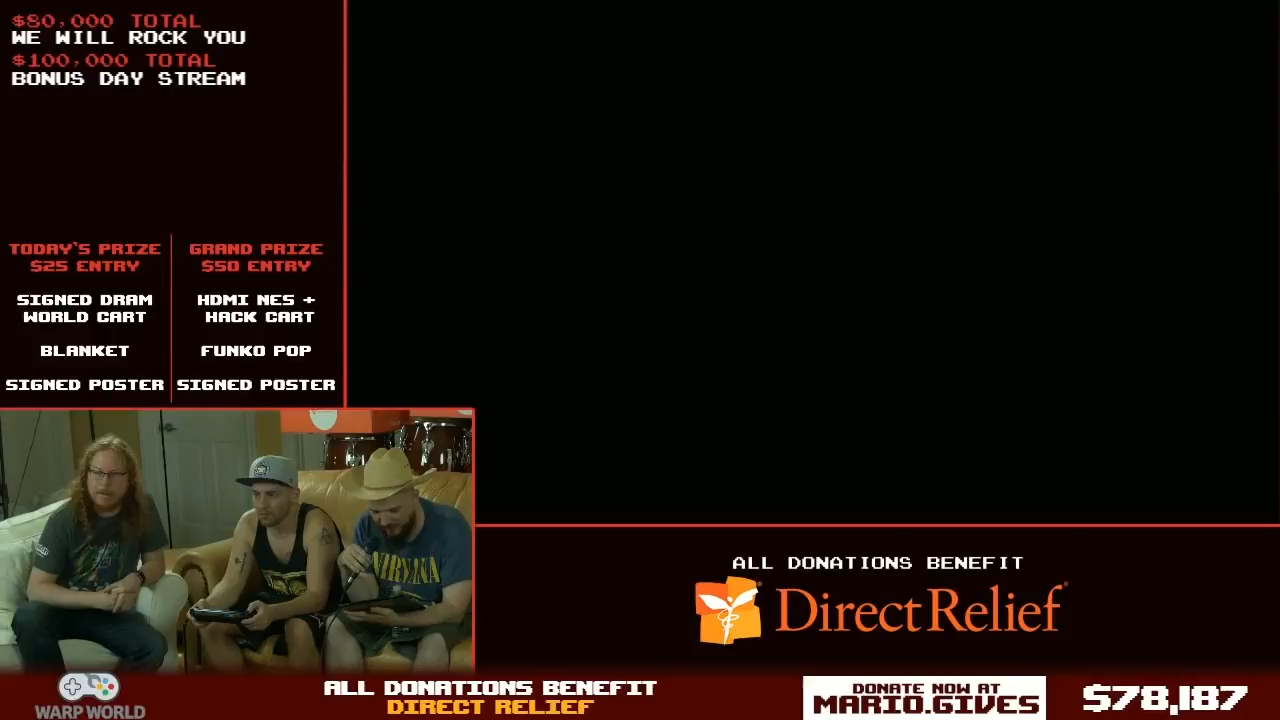 $80,000 TOTAL
WE WILL ROCK YOU
$100,000 TOTAL
BONUS DAY STREAM
TODAY'S PRIZE
$25 ENTRY
SIGNED DRAM
WORLD CART
BLANKET
SIGNED POSTER
GRAND PRIZE
$50 ENTRY
HDMI NES +
HACK CART
FUNKO POP
SIGNED POSTER
NIRVANA
ALL DONATIONS BENEFIT
Direct Relief
WARP WORLD
ALL DONATIONS BENEFIT
DIRECT RELIEF
DONATE NOW AT
MARIO.GIVES
$78,187